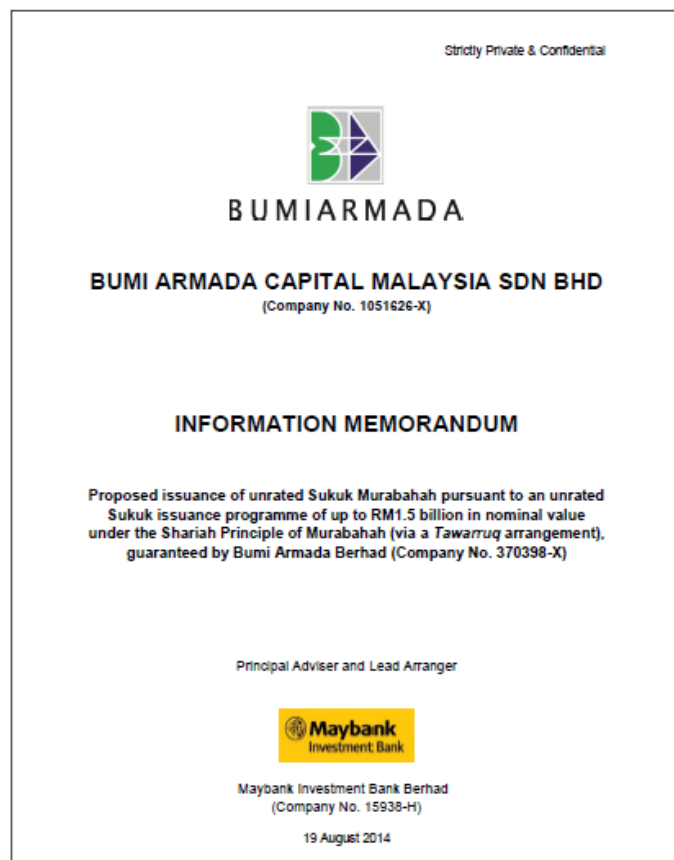 Strictly Private & Confidential
BUMIARMADA
BUMI ARMADA CAPITAL MALAYSIA SDN BHD
(Company No. 1051626-X)
INFORMATION MEMORANDUM
Proposed issuance of unrated Sukuk Murabahah pursuant to an unrated
Sukuk issuance programme of up to RM1.5 billion in nominal value
under the Shariah Principle of Murabahah (via a Tawarruq arrangement),
guaranteed by Bumi Armada Berhad (Company No. 370398-X)
Principal Adviser and Lead Arranger
Maybank
Investment Bank
Maybank Investment Bank Berhad
(Company No. 15938-H)
19 August 2014